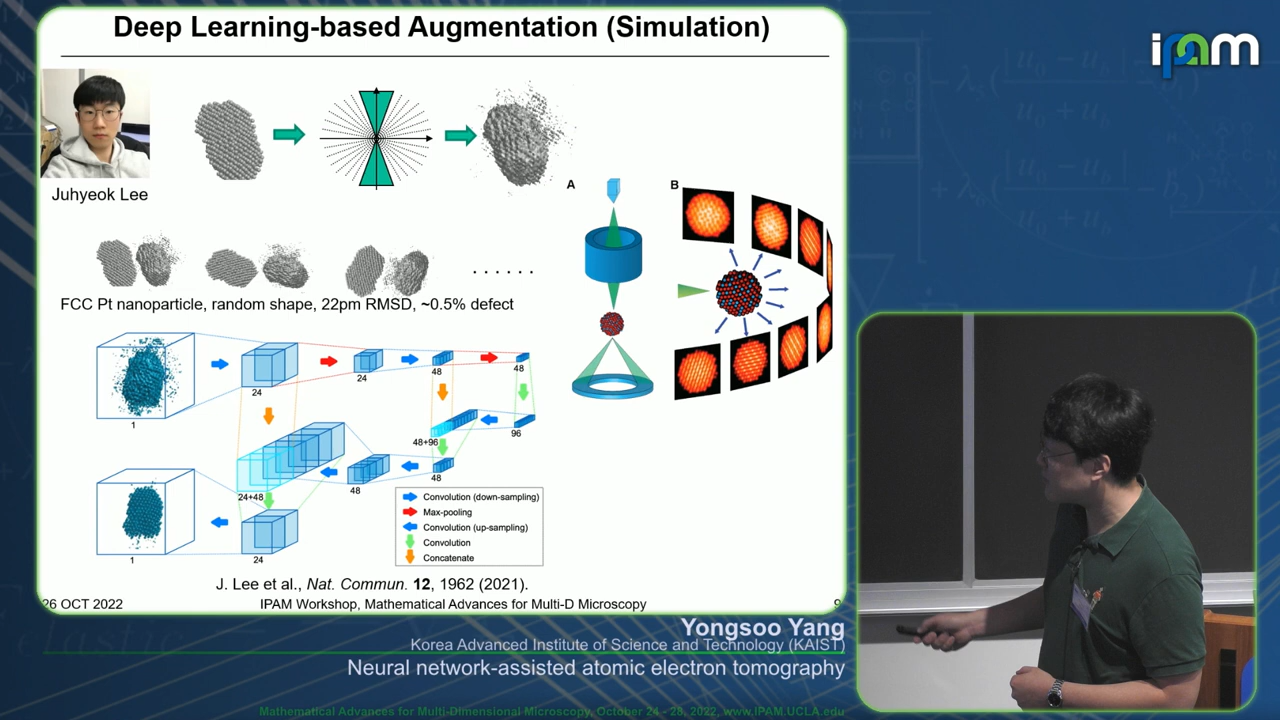 Deep Learning-based Augmentation (Simulation)
ipam
Juhyeok Lee
A
B
FCC Pt nanoparticle, random shape, 22pm RMSD, ~0.5% defect
. . . . . .
1
24
24
48
48
48+96
96
24+48
48
48
1
24
Convolution (down-sampling)
Max-pooling
Convolution (up-sampling)
Convolution
Concatenate
J. Lee et al., Nat. Commun. 12, 1962 (2021).
26 OCT 2022
IPAM Workshop, Mathematical Advances for Multi-D Microscopy
9
Yongsoo Yang
Korea Advanced Institute of Science and Technology (KAIST)
Neural network-assisted atomic electron tomography
Mathematical Advances for Multi-Dimensional Microscopy, October 24 - 28, 2022, www.IPAM.UCLA.edu